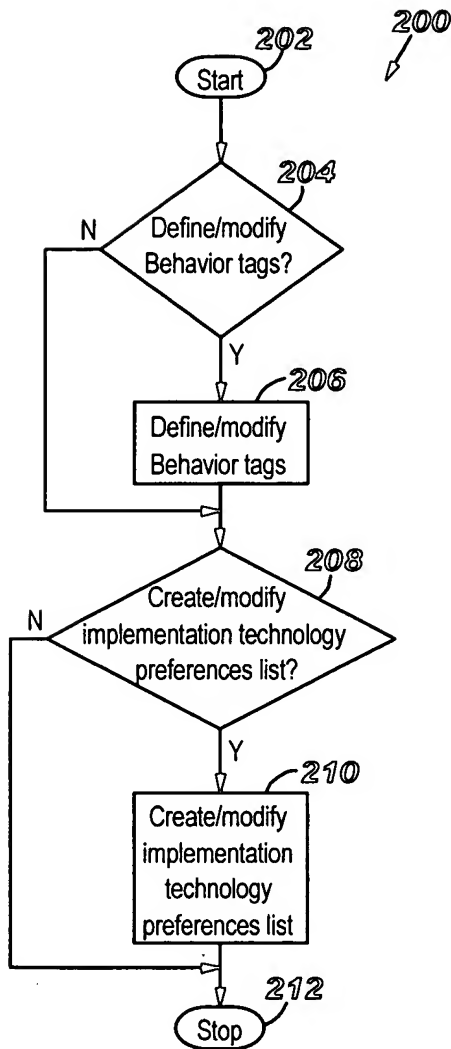 202
200
Start
204
N
Define/modify
Behavior tags?
Y
206
Define/modify
Behavior tags
208
N
Create/modify
implementation technology
preferences list?
Y
210
Create/modify
implementation
technology
preferences list
212
Stop